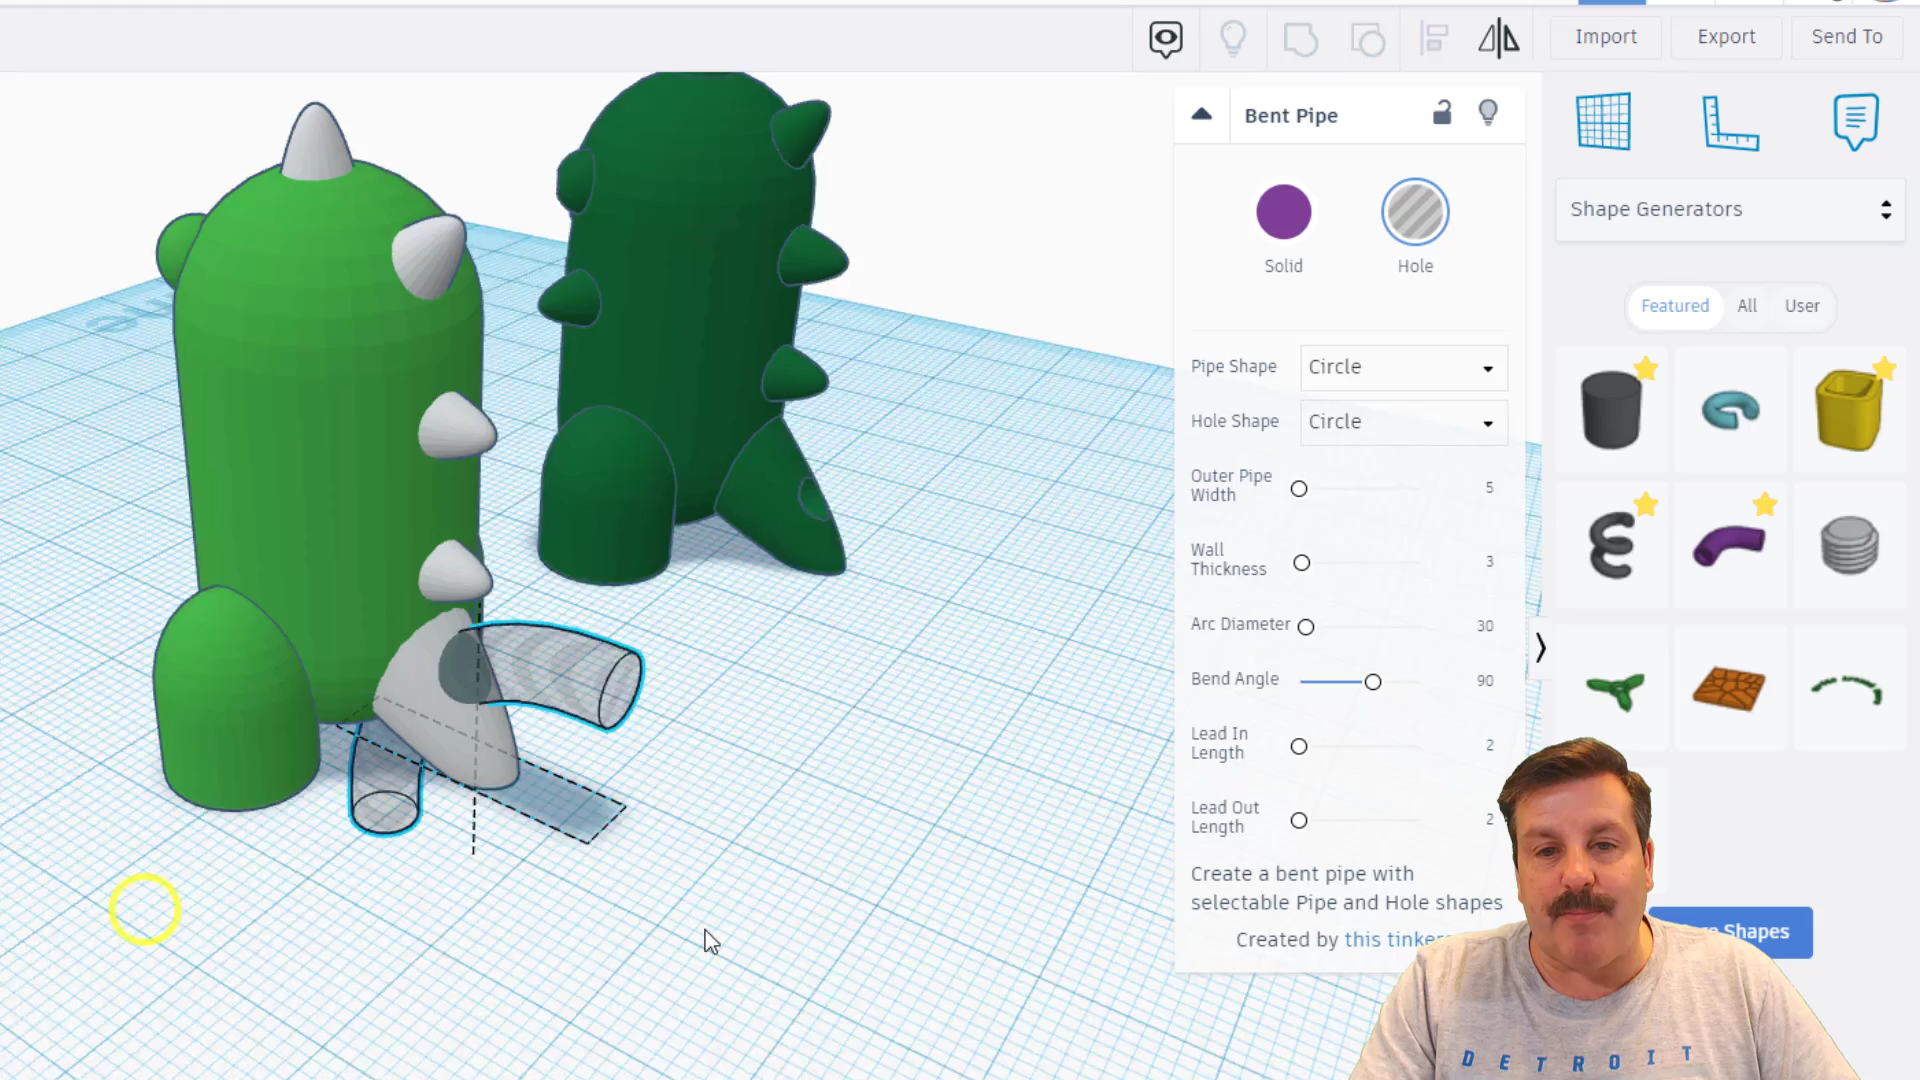 Import
Export
Send To
Bent Pipe
Solid
Hole
Shape Generators
Featured
All
User
Pipe Shape
Circle
Hole Shape
Circle
Outer Pipe
Width
5
Wall
Thickness
3
Arc Diameter
30
Bend Angle
90
Lead In
Length
2
Lead Out
Length
2
Create a bent pipe with
selectable Pipe and Hole shapes
Created by this tinker
Shapes
DETROIT